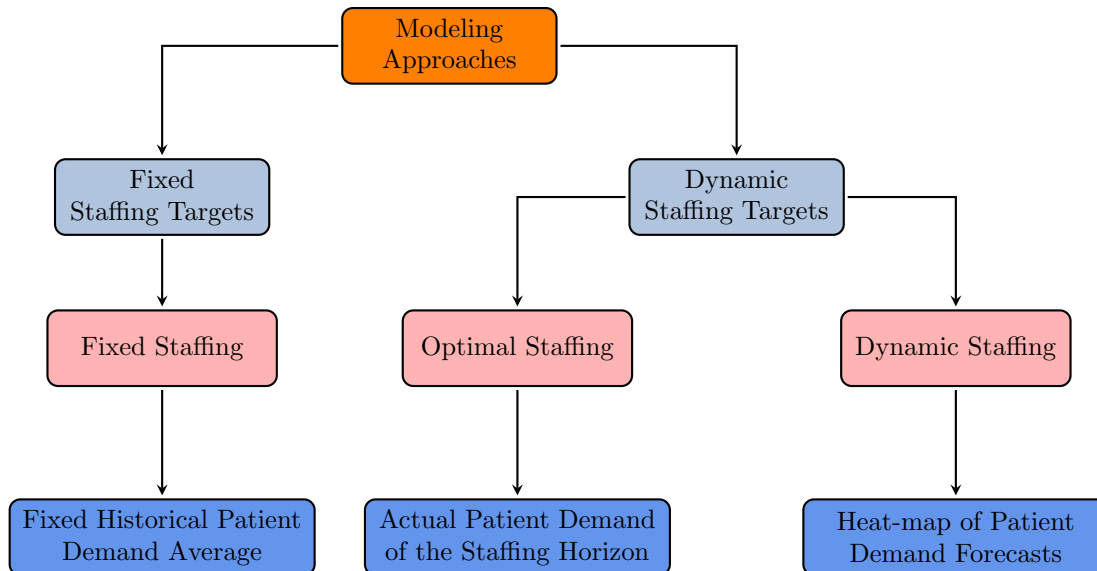 Modeling
Approaches
Fixed
Staffing Targets
Dynamic
Staffing Targets
Fixed Staffing
Optimal Staffing
Dynamic Staffing
Fixed Historical Patient
Demand Average
Actual Patient Demand
of the Staffing Horizon
Heat-map of Patient
Demand Forecasts